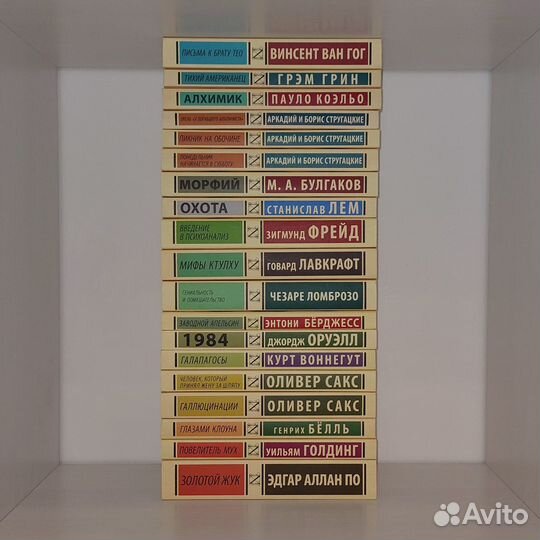 ПИСЬМА К БРАТУ ТЕО
ВИНСЕНТ ВАН ГОГ
ТИХИЙ АМЕРИКАНЕЦ
ГРЭМ ГРИН
АЛХИМИК
ПАУЛО КОЭЛЬО
ОТЕЛЬ «У ПОГИБШЕГО АЛЬПИНИСТА»
АРКАДИЙ И БОРИС СТРУГАЦКИЕ
ПИКНИК НА ОБОЧИНЕ
АРКАДИЙ И БОРИС СТРУГАЦКИЕ
ПОНЕДЕЛЬНИК
НАЧИНАЕТСЯ В СУББОТУ
АРКАДИЙ И БОРИС СТРУГАЦКИЕ
МОРФИЙ
М. А. БУЛГАКОВ
ОХОТА
СТАНИСЛАВ ЛЕМ
ВВЕДЕНИЕ
В ПСИХОАНАЛИЗ
ЗИГМУНД ФРЕЙД
МИФЫ КТУЛХУ
ГОВАРД ЛАВКРАФТ
ГЕНИАЛЬНОСТЬ
И ПОМЕШАТЕЛЬСТВО
ЧЕЗАРЕ ЛОМБРОЗО
ЗАВОДНОЙ АПЕЛЬСИН
ЭНТОНИ БЁРДЖЕСС
1984
ДЖОРДЖ ОРУЭЛЛ
ГАЛАПАГОСЫ
КУРТ ВОННЕГУТ
ЧЕЛОВЕК, КОТОРЫЙ
ПРИНЯЛ ЖЕНУ ЗА ШЛЯПУ
ОЛИВЕР САКС
ГАЛЛЮЦИНАЦИИ
ОЛИВЕР САКС
ГЛАЗАМИ КЛОУНА
ГЕНРИХ БЁЛЛЬ
ПОВЕЛИТЕЛЬ МУХ
УИЛЬЯМ ГОЛДИНГ
ЗОЛОТОЙ ЖУК
ЭДГАР АЛЛАН ПО
Avito